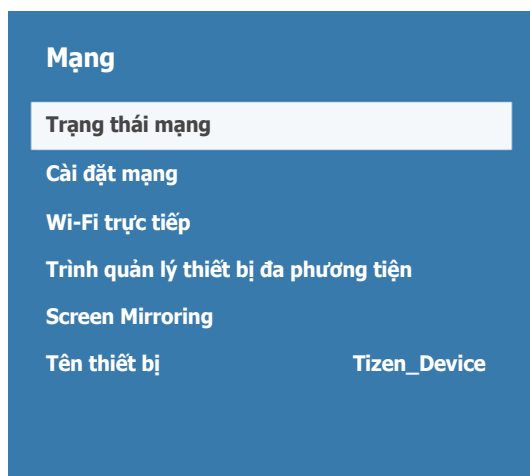 Mạng
Trạng thái mạng
Cài đặt mạng
Wi-Fi trực tiếp
Trình quản lý thiết bị đa phương tiện
Screen Mirroring
Tên thiết bị Tizen_Device